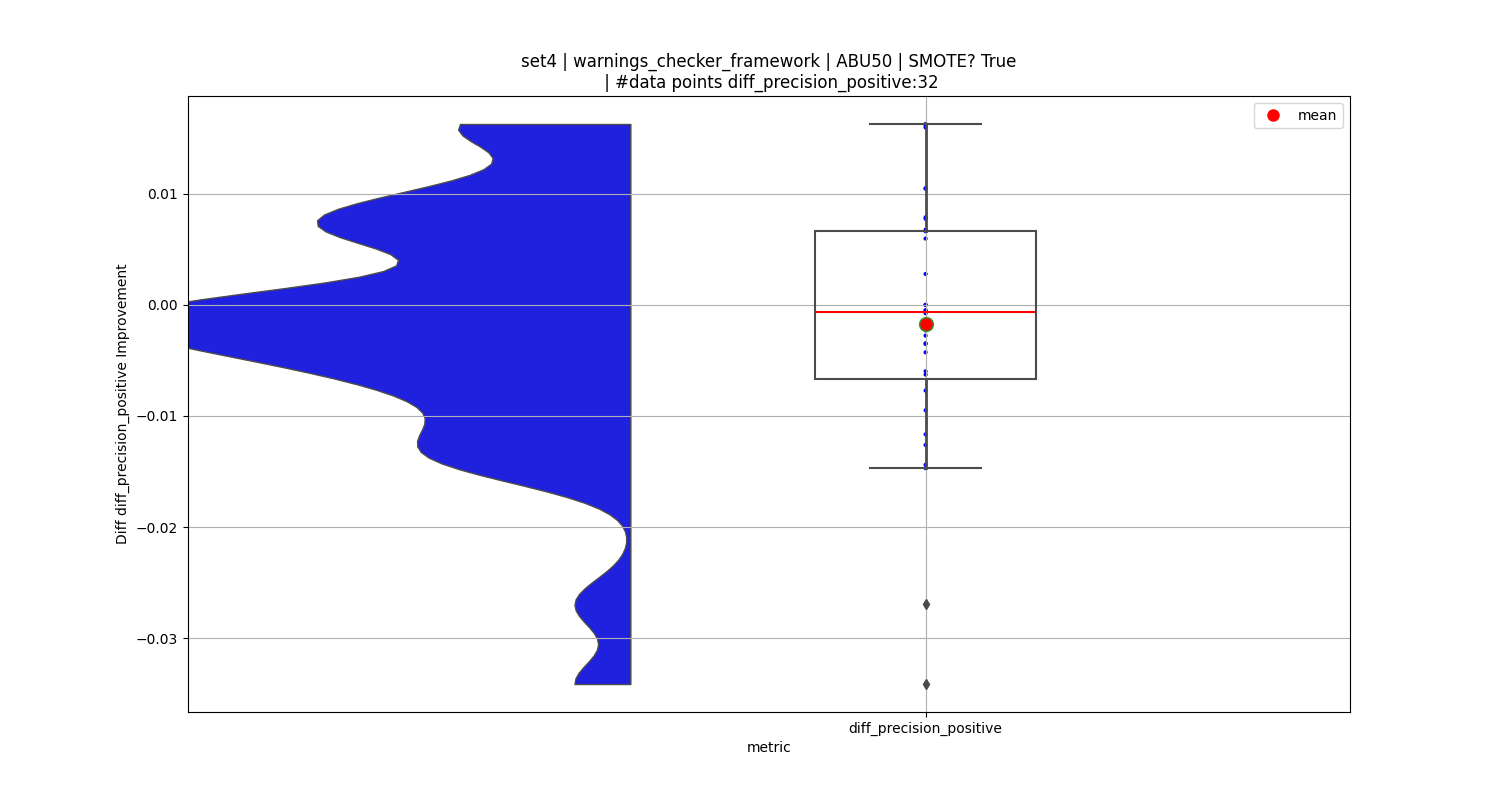 set4 | warnings_checker_framework | ABU50 | SMOTE? True
| #data points diff_precision_positive:32
mean
0.01
0.00
−0.01
−0.02
−0.03
Diff diff_precision_positive Improvement
diff_precision_positive
metric